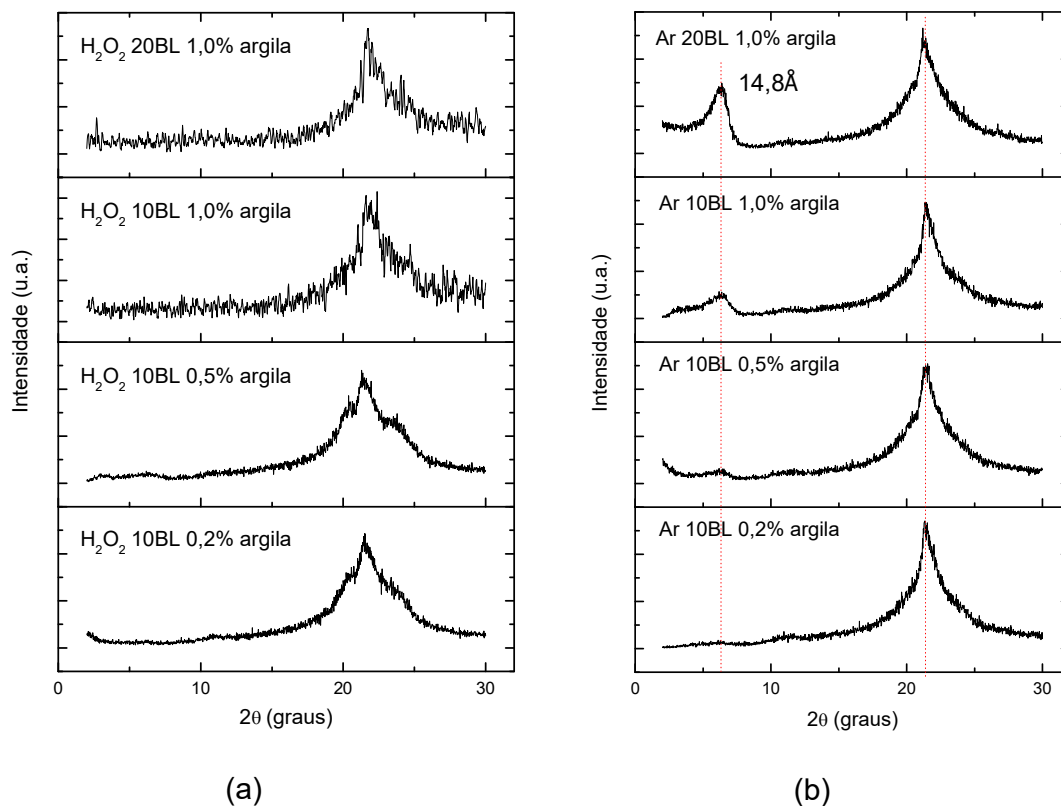 H₂O₂ 20BL 1,0% argila
H₂O₂ 10BL 1,0% argila
H₂O₂ 10BL 0,5% argila
H₂O₂ 10BL 0,2% argila
Intensidade (u.a.)
0 10 20 30
2θ (graus)
(a)
Ar 20BL 1,0% argila
14,8Å
Ar 10BL 1,0% argila
Ar 10BL 0,5% argila
Ar 10BL 0,2% argila
Intensidade (u.a.)
0 10 20 30
2θ (graus)
(b)